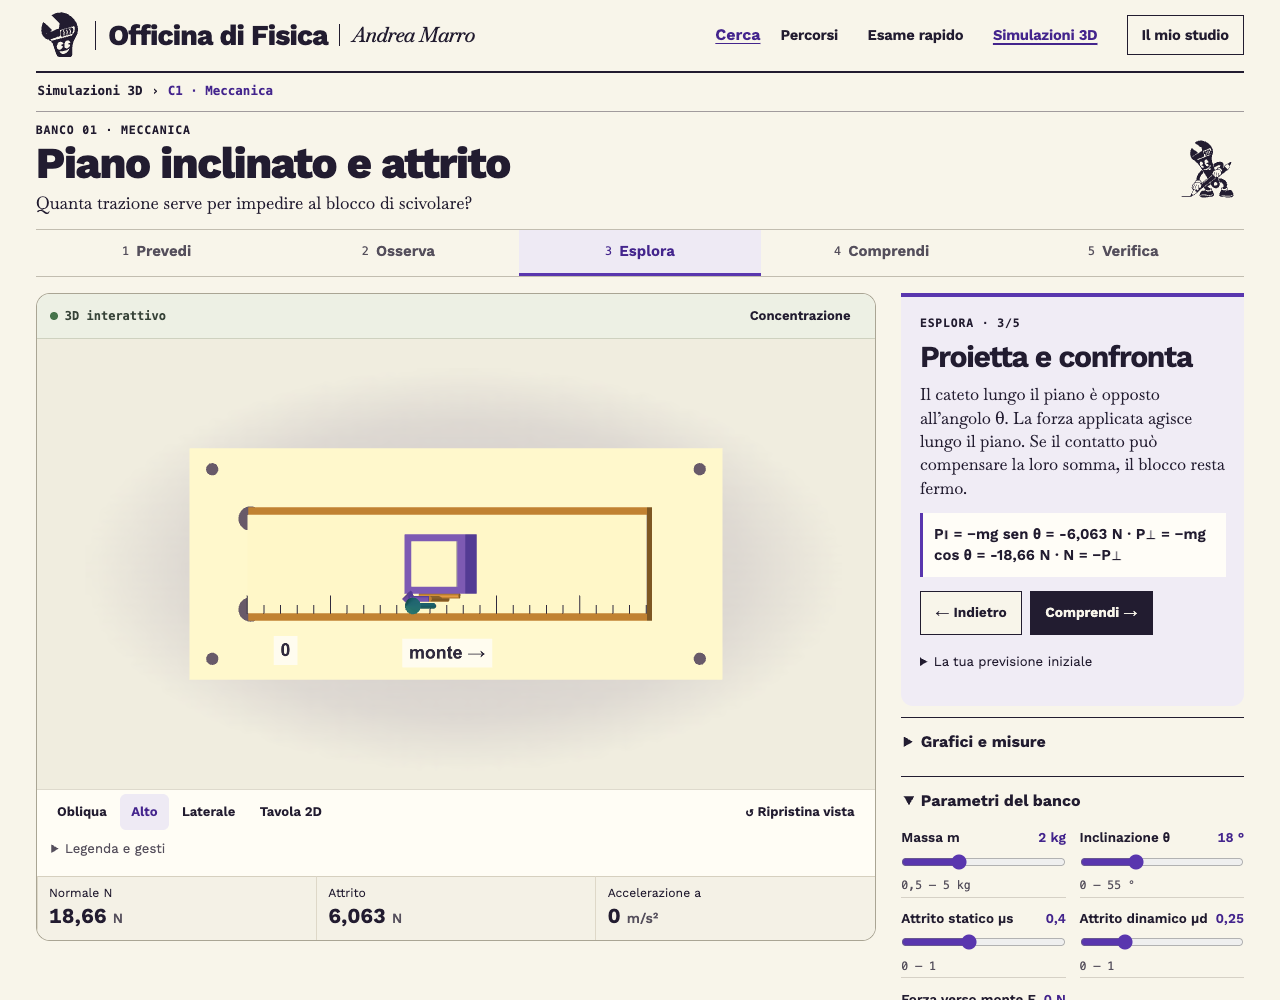 Officina di Fisica
Andrea Marro
Cerca
Percorsi
Esame rapido
Simulazioni 3D
Il mio studio
Simulazioni 3D › C1 · Meccanica
BANCO 01 · MECCANICA
Piano inclinato e attrito
Quanta trazione serve per impedire al blocco di scivolare?
1 Prevedi
2 Osserva
3 Esplora
4 Comprendi
5 Verifica
3D interattivo
Concentrazione
0
monte →
Obliqua
Alto
Laterale
Tavola 2D
↺ Ripristina vista
▶ Legenda e gesti
Normale N
18,66 N
Attrito
6,063 N
Accelerazione a
0 m/s²
ESPLORA · 3/5
Proietta e confronta
Il cateto lungo il piano è opposto
all’angolo θ. La forza applicata agisce
lungo il piano. Se il contatto può
compensare la loro somma, il blocco resta
fermo.
P∥ = −mg sen θ = -6,063 N · P⊥ = −mg
cos θ = -18,66 N · N = −P⊥
← Indietro
Comprendi →
▶ La tua previsione iniziale
▶ Grafici e misure
▼ Parametri del banco
Massa m 2 kg
0,5 — 5 kg
Inclinazione θ 18 °
0 — 55 °
Attrito statico μs 0,4
0 — 1
Attrito dinamico μd 0,25
0 — 1
Forza verso monte F 0 N